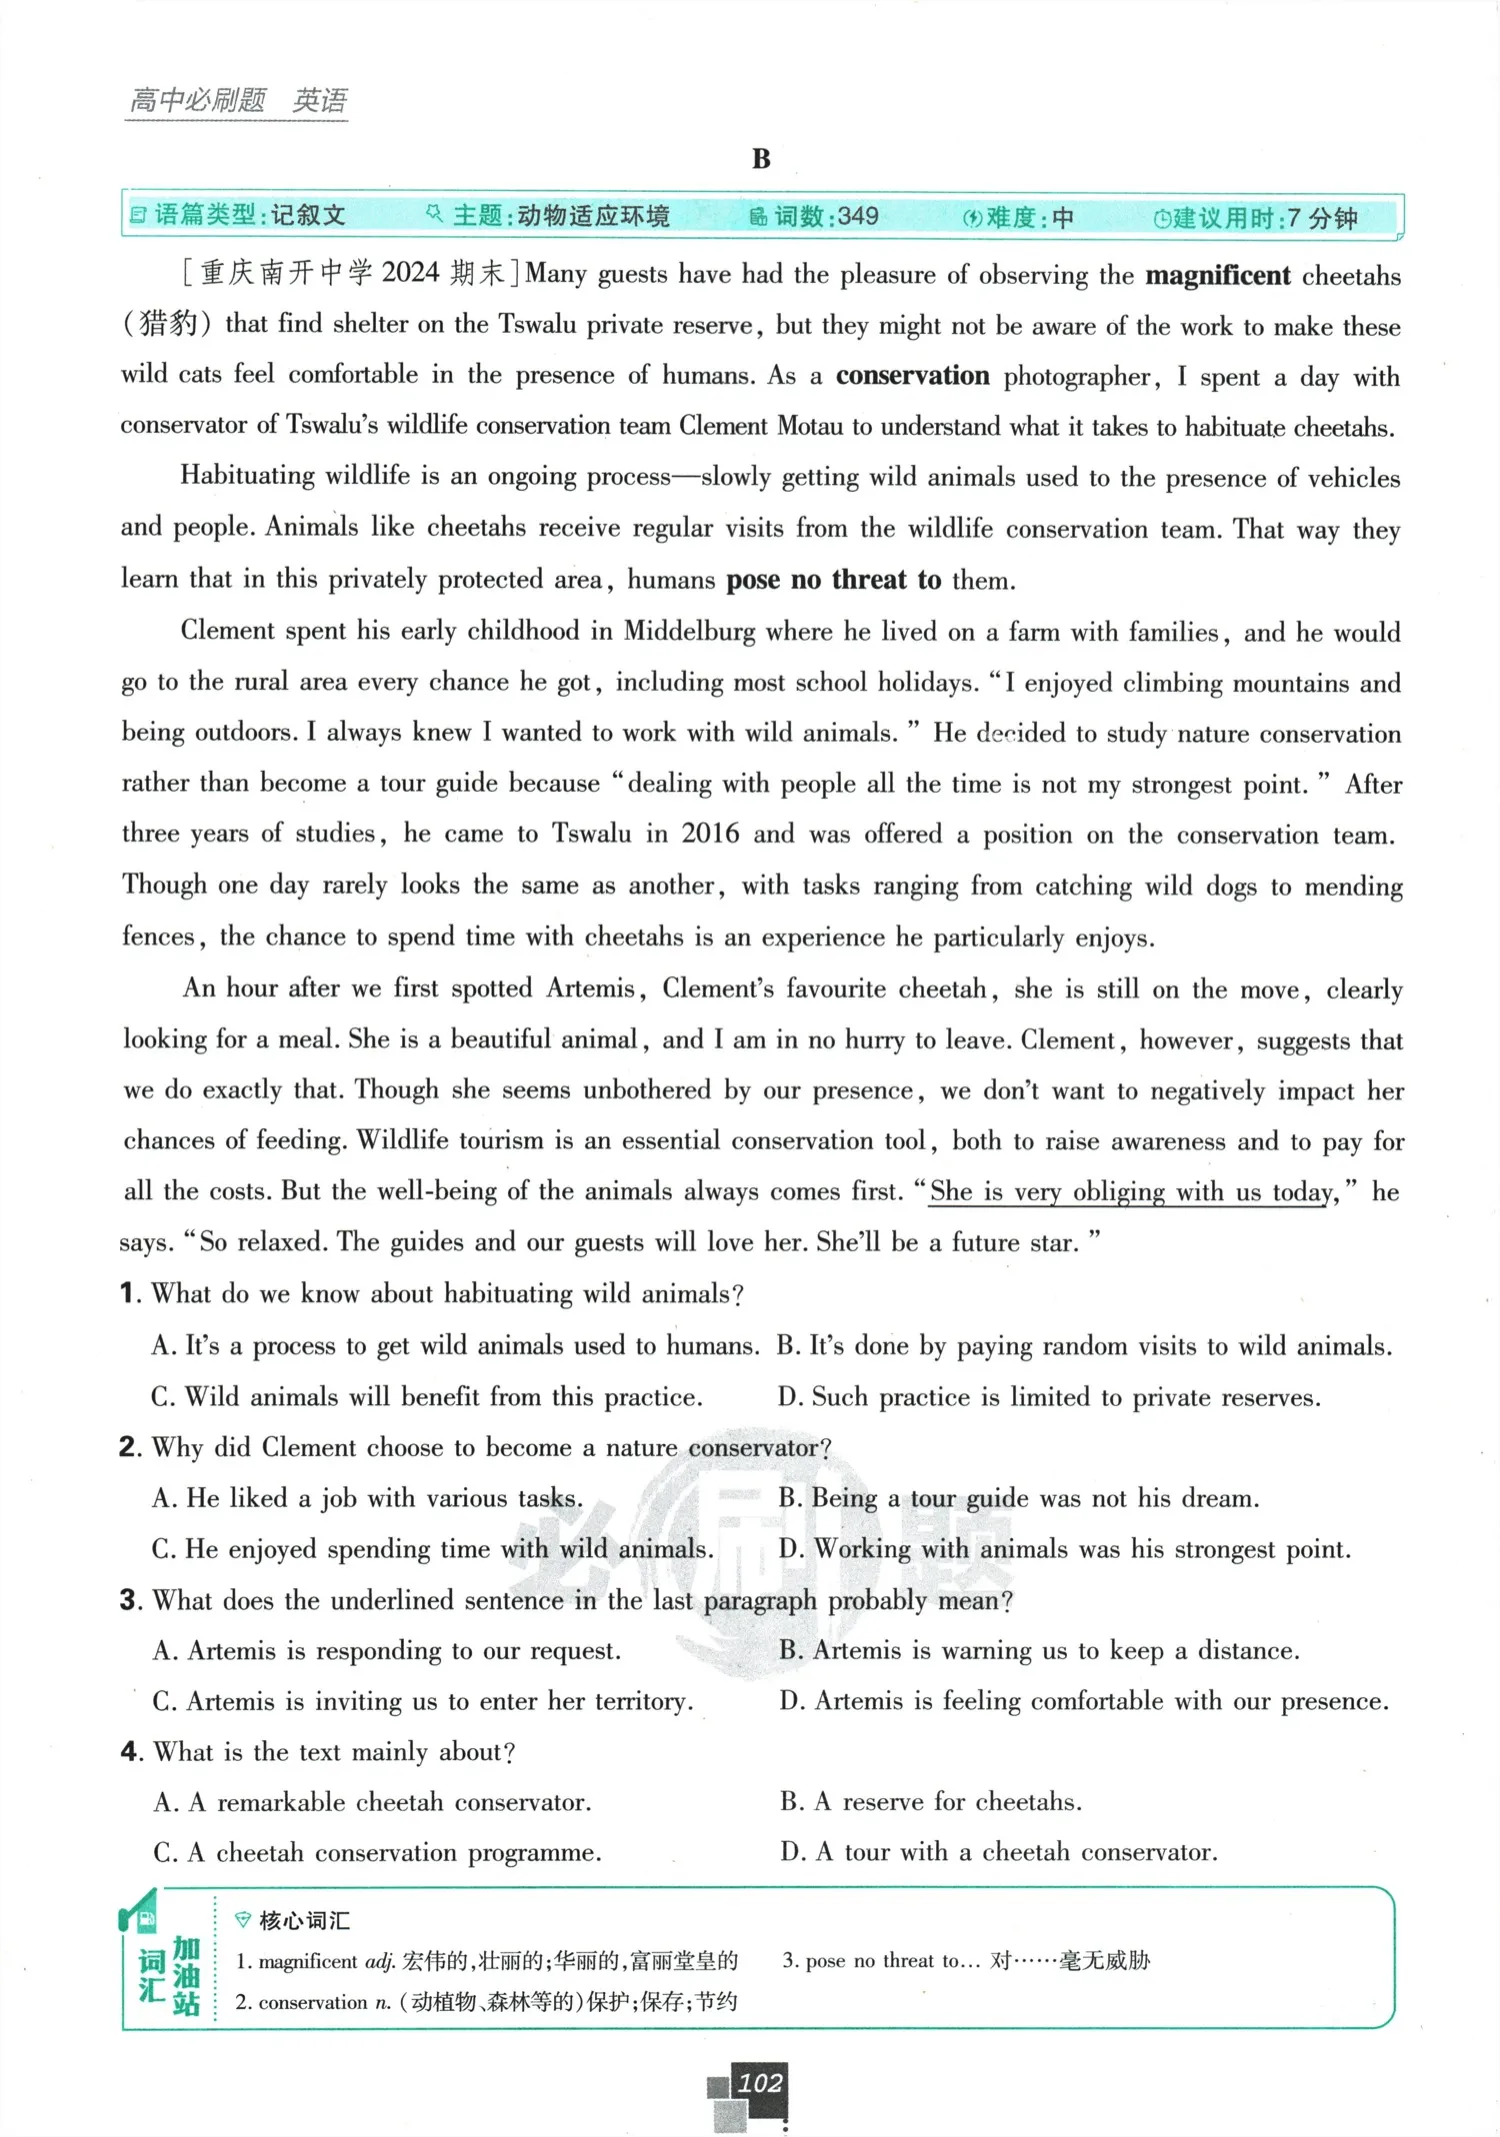 高中必刷题 英语
B
语篇类型:记叙文 主题:动物适应环境 词数:349 难度:中 建议用时:7分钟
[重庆南开中学2024期末]Many guests have had the pleasure of observing the magnificent cheetahs
(猎豹) that find shelter on the Tswalu private reserve, but they might not be aware of the work to make these
wild cats feel comfortable in the presence of humans. As a conservation photographer, I spent a day with
conservator of Tswalu's wildlife conservation team Clement Motau to understand what it takes to habituate cheetahs.
Habituating wildlife is an ongoing process—slowly getting wild animals used to the presence of vehicles
and people. Animals like cheetahs receive regular visits from the wildlife conservation team. That way they
learn that in this privately protected area, humans pose no threat to them.
Clement spent his early childhood in Middelburg where he lived on a farm with families, and he would
go to the rural area every chance he got, including most school holidays. “I enjoyed climbing mountains and
being outdoors. I always knew I wanted to work with wild animals. ” He decided to study nature conservation
rather than become a tour guide because “dealing with people all the time is not my strongest point. ” After
three years of studies, he came to Tswalu in 2016 and was offered a position on the conservation team.
Though one day rarely looks the same as another, with tasks ranging from catching wild dogs to mending
fences, the chance to spend time with cheetahs is an experience he particularly enjoys.
An hour after we first spotted Artemis, Clement's favourite cheetah, she is still on the move, clearly
looking for a meal. She is a beautiful animal, and I am in no hurry to leave. Clement, however, suggests that
we do exactly that. Though she seems unbothered by our presence, we don't want to negatively impact her
chances of feeding. Wildlife tourism is an essential conservation tool, both to raise awareness and to pay for
all the costs. But the well-being of the animals always comes first. “She is very obliging with us today,” he
says. “So relaxed. The guides and our guests will love her. She'll be a future star. ”
1. What do we know about habituating wild animals?
A. It's a process to get wild animals used to humans. B. It's done by paying random visits to wild animals.
C. Wild animals will benefit from this practice. D. Such practice is limited to private reserves.
2. Why did Clement choose to become a nature conservator?
A. He liked a job with various tasks. B. Being a tour guide was not his dream.
C. He enjoyed spending time with wild animals. D. Working with animals was his strongest point.
3. What does the underlined sentence in the last paragraph probably mean?
A. Artemis is responding to our request. B. Artemis is warning us to keep a distance.
C. Artemis is inviting us to enter her territory. D. Artemis is feeling comfortable with our presence.
4. What is the text mainly about?
A. A remarkable cheetah conservator. B. A reserve for cheetahs.
C. A cheetah conservation programme. D. A tour with a cheetah conservator.
必刷题
词汇
加油站
核心词汇
1. magnificent adj. 宏伟的,壮丽的;华丽的,富丽堂皇的 3. pose no threat to... 对……毫无威胁
2. conservation n. (动植物、森林等的)保护;保存;节约
102